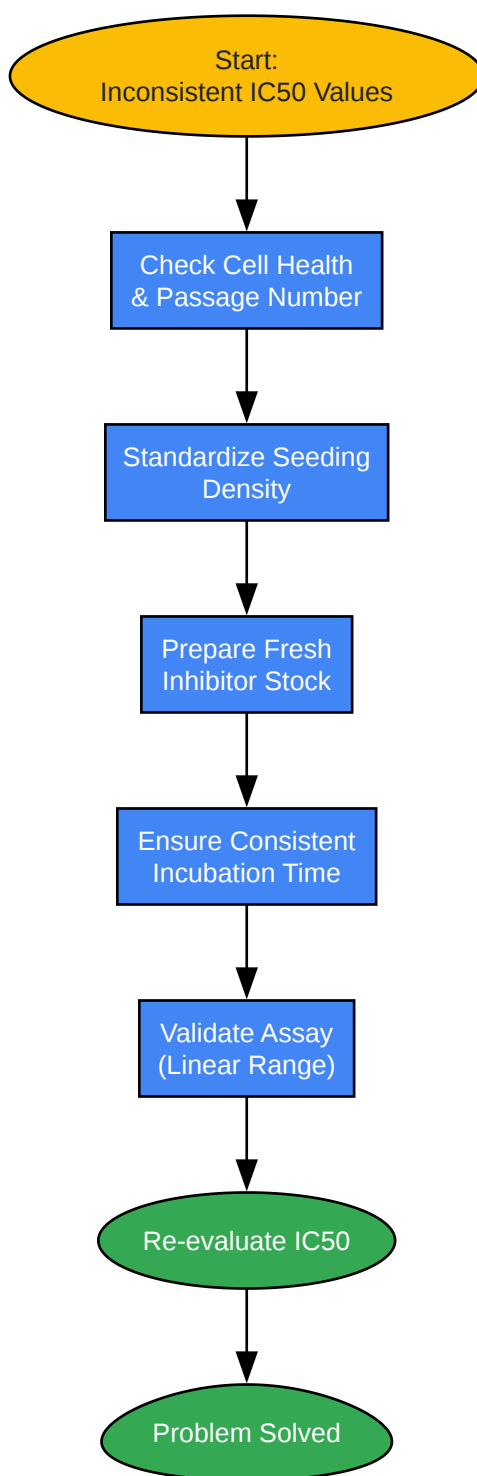 Start:
Inconsistent IC50 Values
Check Cell Health
& Passage Number
Standardize Seeding
Density
Prepare Fresh
Inhibitor Stock
Ensure Consistent
Incubation Time
Validate Assay
(Linear Range)
Re-evaluate IC50
Problem Solved